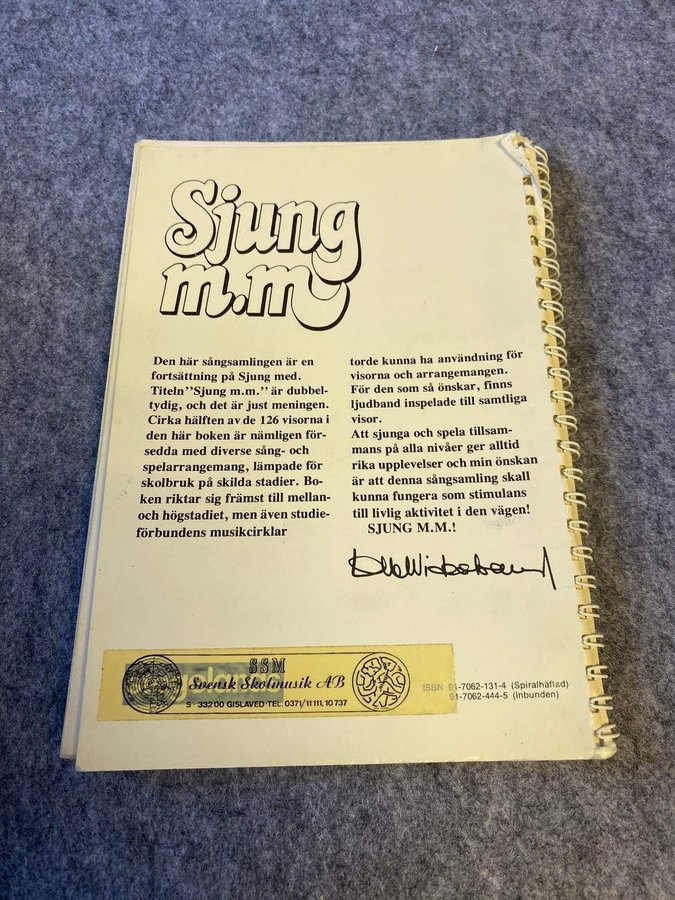 Sjung
m.m
Den här sångsamlingen är en
fortsättning på Sjung med.
Titeln "Sjung m.m." är dubbel-
tydig, och det är just meningen.
Cirka hälften av de 126 visorna i
den här boken är nämligen för-
sedda med diverse sång- och
spelarrangemang, lämpade för
skolbruk på skilda stadier. Bo-
ken riktar sig främst till mellan-
och högstadiet, men även studie-
förbundens musikcirklar
torde kunna ha användning för
visorna och arrangemangen.
För den som så önskar, finns
ljudband inspelade till samtliga
visor.
Att sjunga och spela tillsam-
mans på alla nivåer ger alltid
rika upplevelser och min önskan
är att denna sångsamling skall
kunna fungera som stimulans
till livlig aktivitet i den vägen!
SJUNG M.M.!
SSM
Svensk Skolmusik AB
S - 332 00 GISLAVED · TEL. 0371/11 111, 10 737
ISBN 91-7062-131-4 (Spiralhäftad)
91-7062-444-5 (Inbunden)